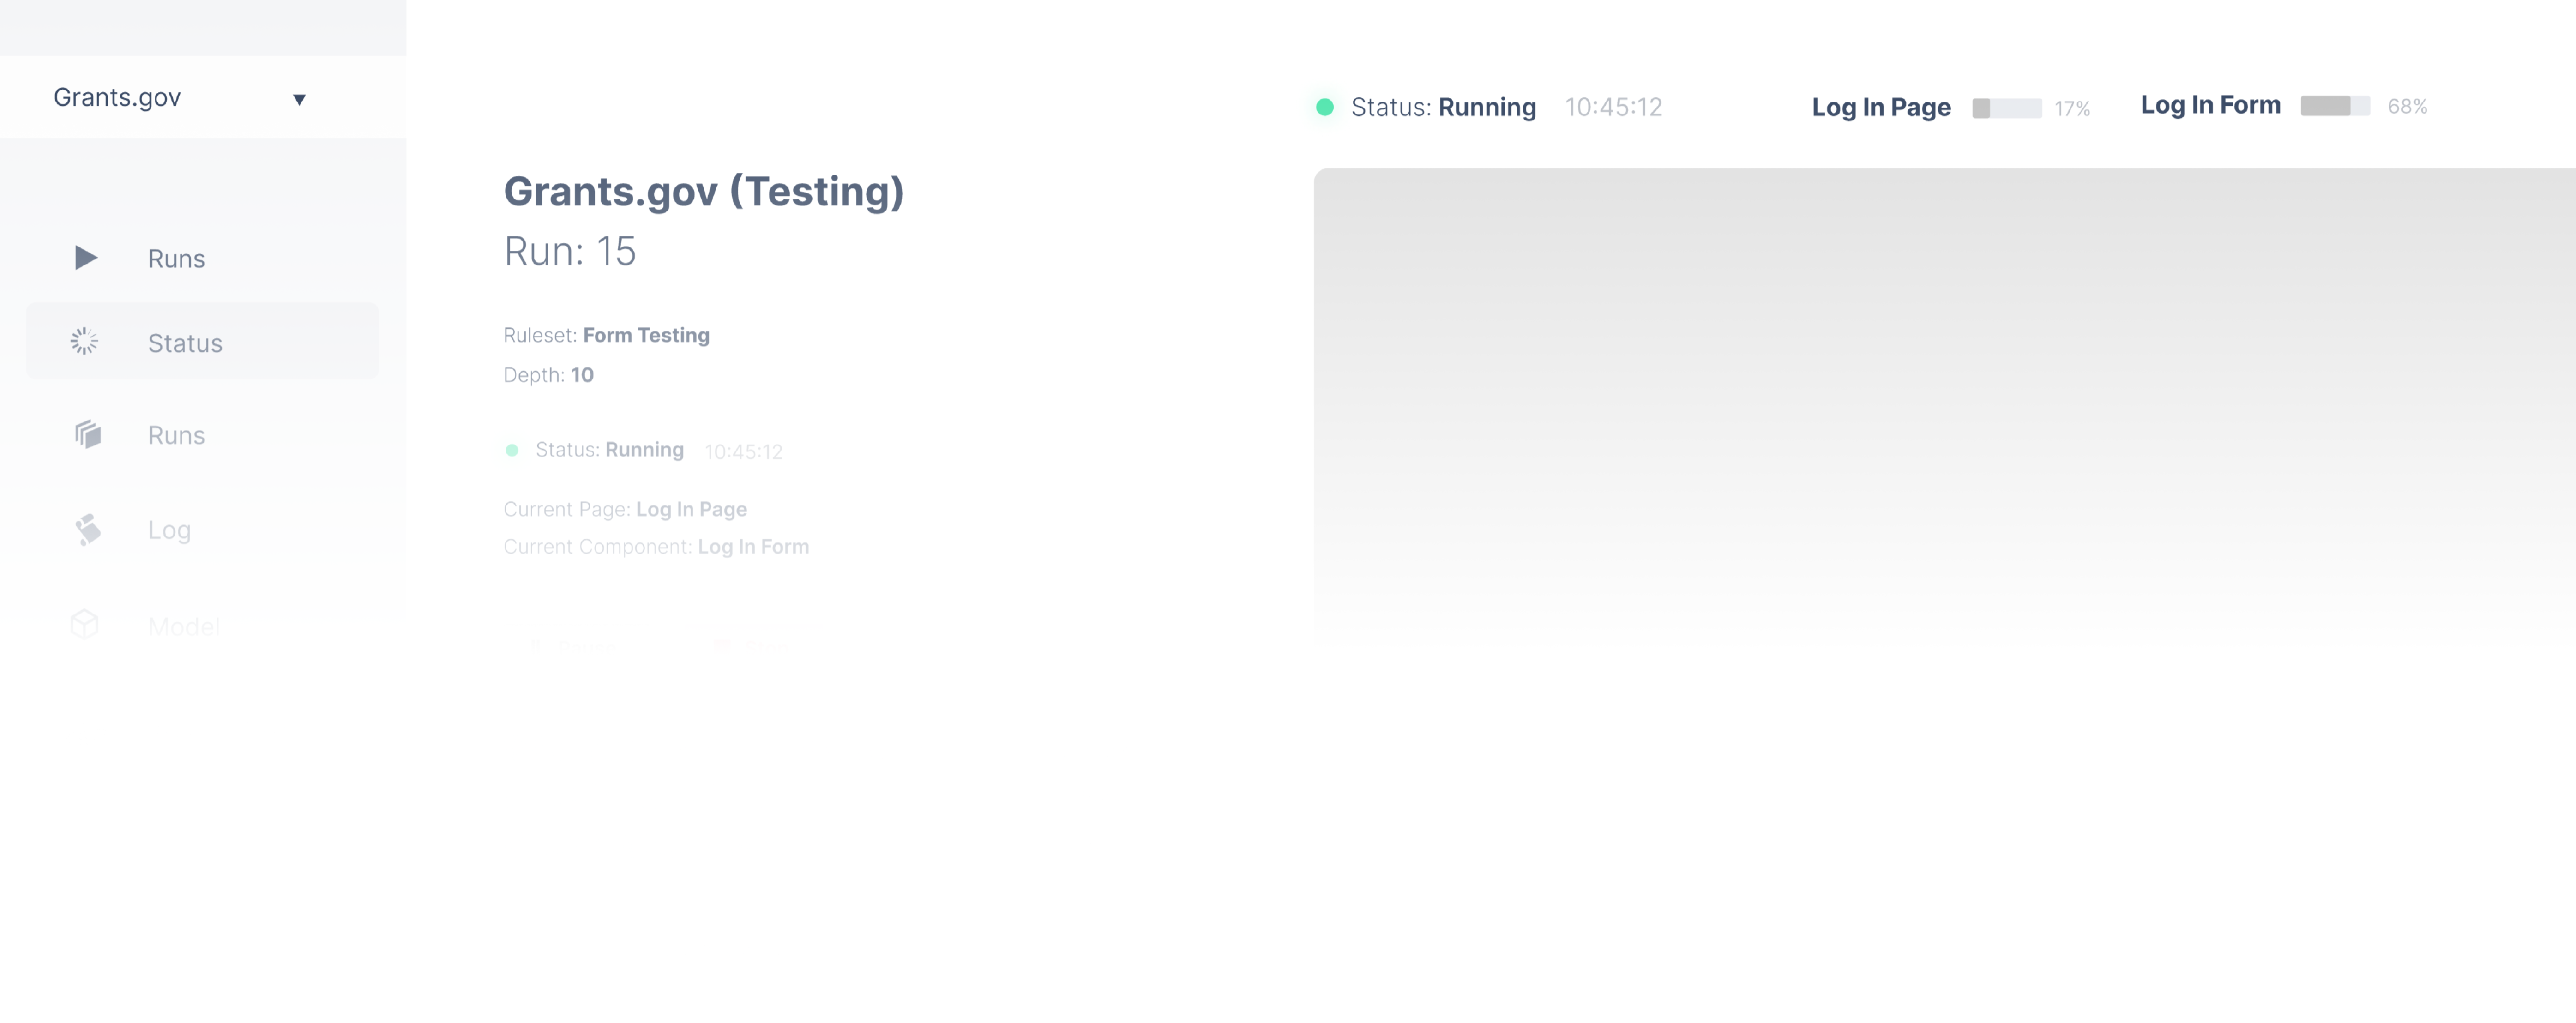 Grants.gov
Runs
Status
Runs
Log
Model
Grants.gov (Testing)
Run: 15
Ruleset: Form Testing
Depth: 10
Status: Running 10:45:12
Current Page: Log In Page
Current Component: Log In Form
Status: Running 10:45:12
Log In Page 17%
Log In Form 68%